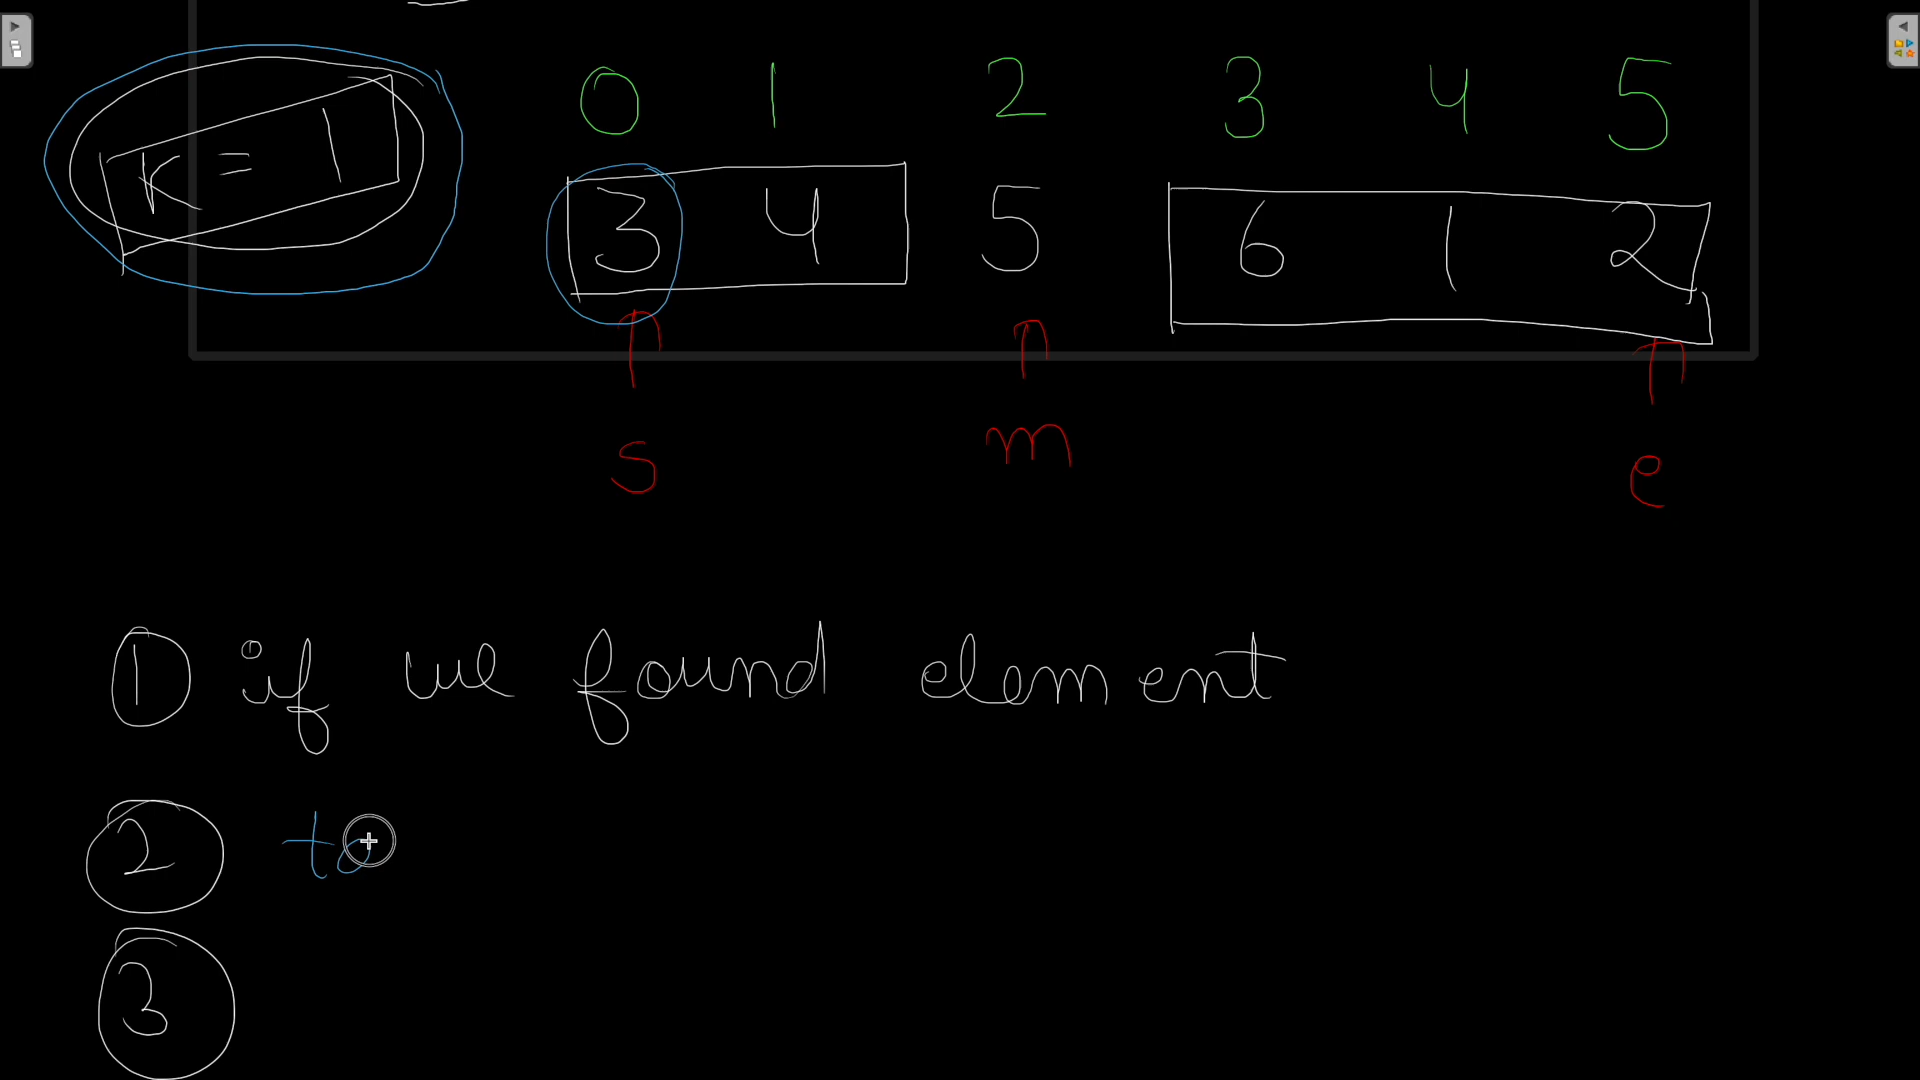 0 1 2 3 4 5
K = 1 3 4 5 6 1 2
s m e
1 if we found element
2 to
3